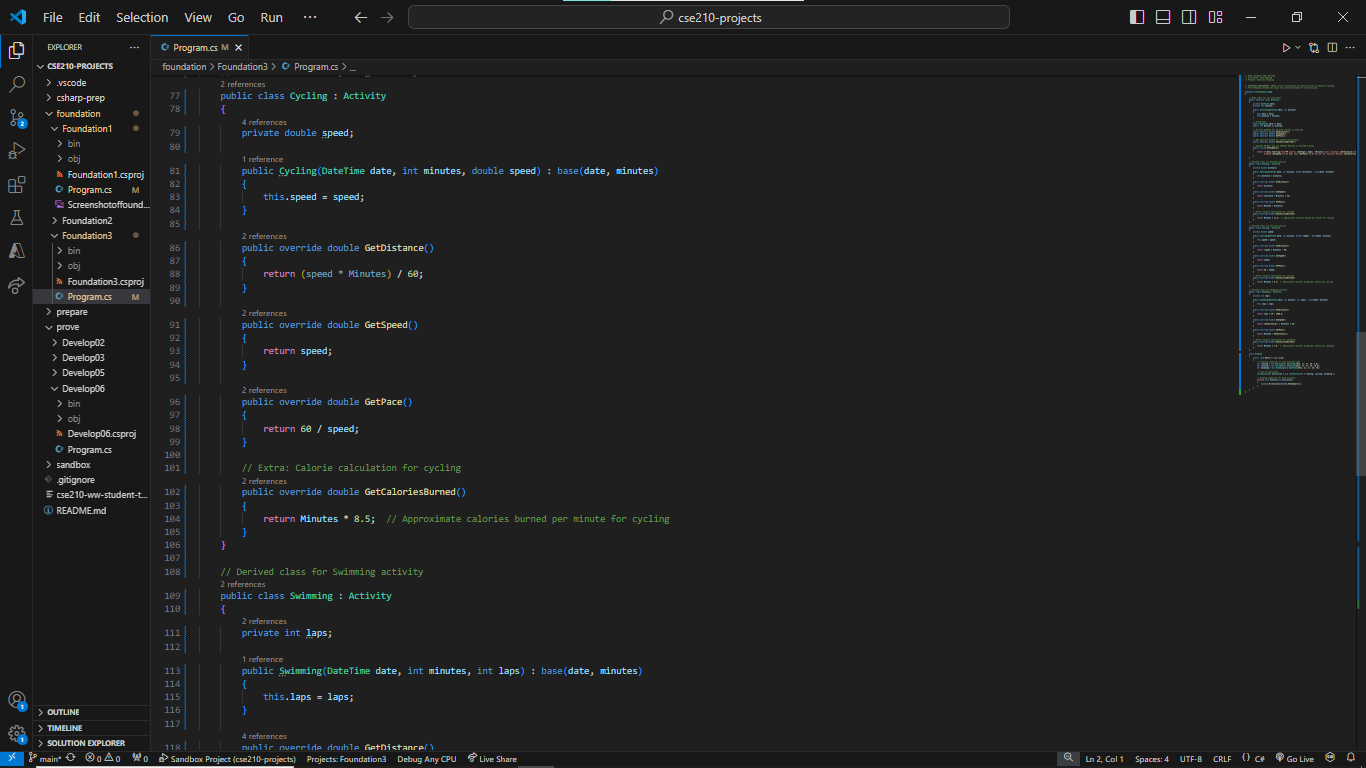 File Edit Selection View Go Run ··· cse210-projects
EXPLORER ···
CSE210-PROJECTS
.vscode
csharp-prep
foundation
Foundation1
bin
obj
Foundation1.csproj
Program.cs M
Screenshotoffound...
Foundation2
Foundation3
bin
obj
Foundation3.csproj
Program.cs M
prepare
prove
Develop02
Develop03
Develop05
Develop06
bin
obj
Develop06.csproj
Program.cs
sandbox
.gitignore
cse210-ww-student-t...
README.md
OUTLINE
TIMELINE
SOLUTION EXPLORER
Program.cs M
foundation > Foundation3 > Program.cs > ...
2 references
77 public class Cycling : Activity
78 {
4 references
79 private double speed;
80
1 reference
81 public Cycling(DateTime date, int minutes, double speed) : base(date, minutes)
82 {
83 this.speed = speed;
84 }
85
2 references
86 public override double GetDistance()
87 {
88 return (speed * Minutes) / 60;
89 }
90
2 references
91 public override double GetSpeed()
92 {
93 return speed;
94 }
95
2 references
96 public override double GetPace()
97 {
98 return 60 / speed;
99 }
100
101 // Extra: Calorie calculation for cycling
2 references
102 public override double GetCaloriesBurned()
103 {
104 return Minutes * 8.5; // Approximate calories burned per minute for cycling
105 }
106 }
107
108 // Derived class for Swimming activity
2 references
109 public class Swimming : Activity
110 {
2 references
111 private int laps;
112
1 reference
113 public Swimming(DateTime date, int minutes, int laps) : base(date, minutes)
114 {
115 this.laps = laps;
116 }
117
4 references
118 public override double GetDistance()
main* 0 0 0 Sandbox Project (cse210-projects) Projects: Foundation3 Debug Any CPU Live Share Ln 2, Col 1 Spaces: 4 UTF-8 CRLF {} C# Go Live